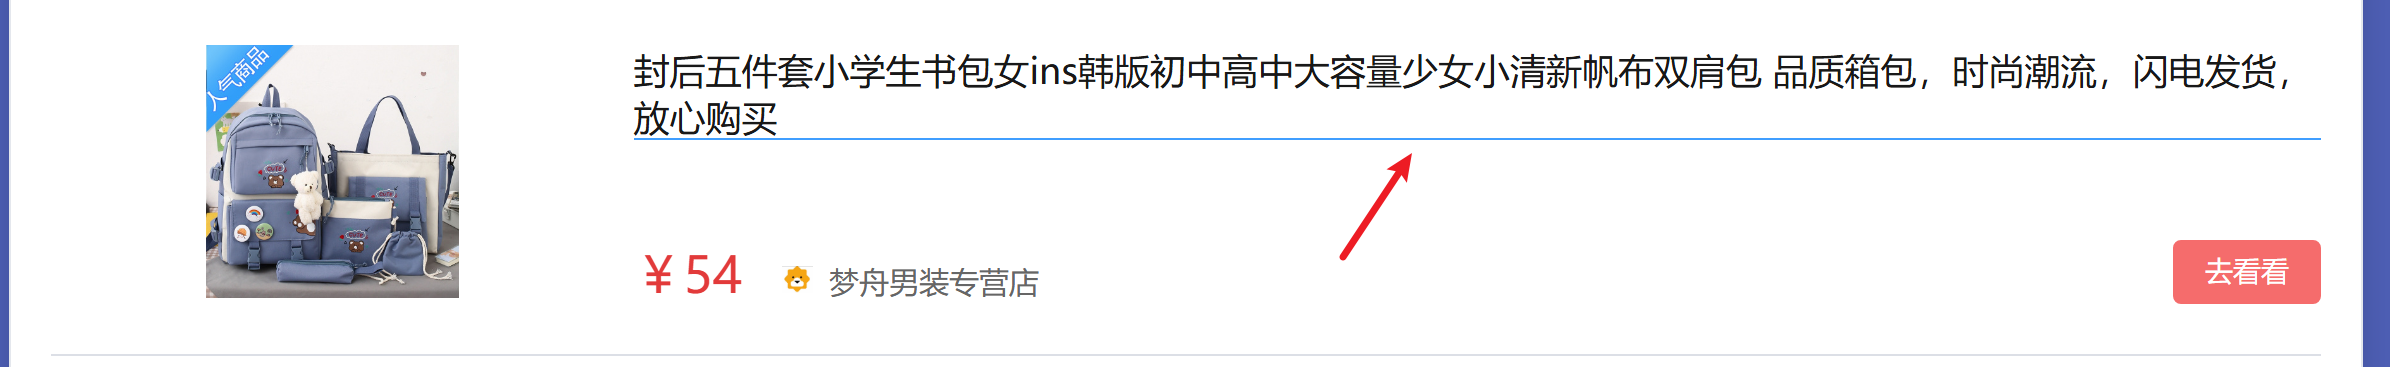 人气商品
封后五件套小学生书包女ins韩版初中高中大容量少女小清新帆布双肩包 品质箱包，时尚潮流，闪电发货，
放心购买
￥54
梦舟男装专营店
去看看